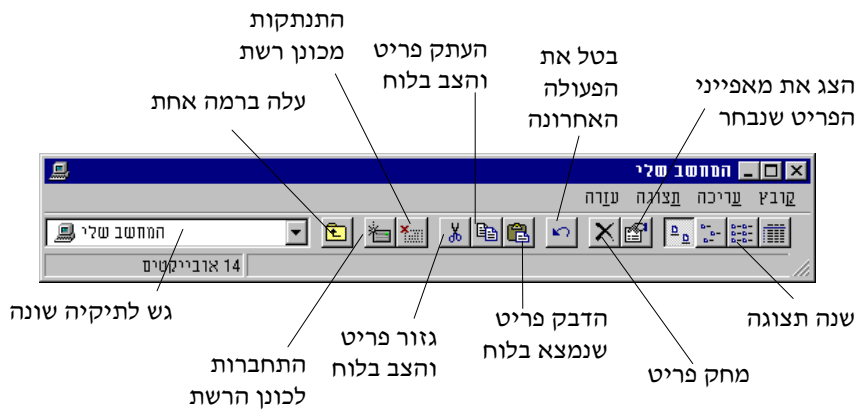 התנתקות
מכונן רשת
העתק פריט
והצב בלוח
בטל את
הפעולה
האחרונה
הצג את מאפייני
הפריט שנבחר
עלה ברמה אחת
המחשב שלי
קובץ עריכה תצוגה עזרה
המחשב שלי
14 אובייקטים
שנה תצוגה
מחק פריט
הדבק פריט
שנמצא בלוח
גזור פריט
והצב בלוח
התחברות
לכונן הרשת
גש לתיקיה שונה